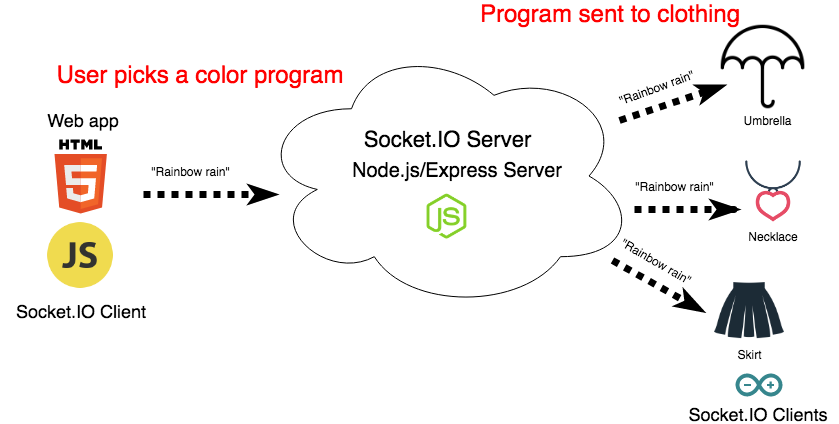 Program sent to clothing
User picks a color program
Web app
HTML
5
JS
Socket.IO Client
"Rainbow rain"
Socket.IO Server
Node.js/Express Server
JS
"Rainbow rain"
Umbrella
"Rainbow rain"
Necklace
"Rainbow rain"
Skirt
Socket.IO Clients